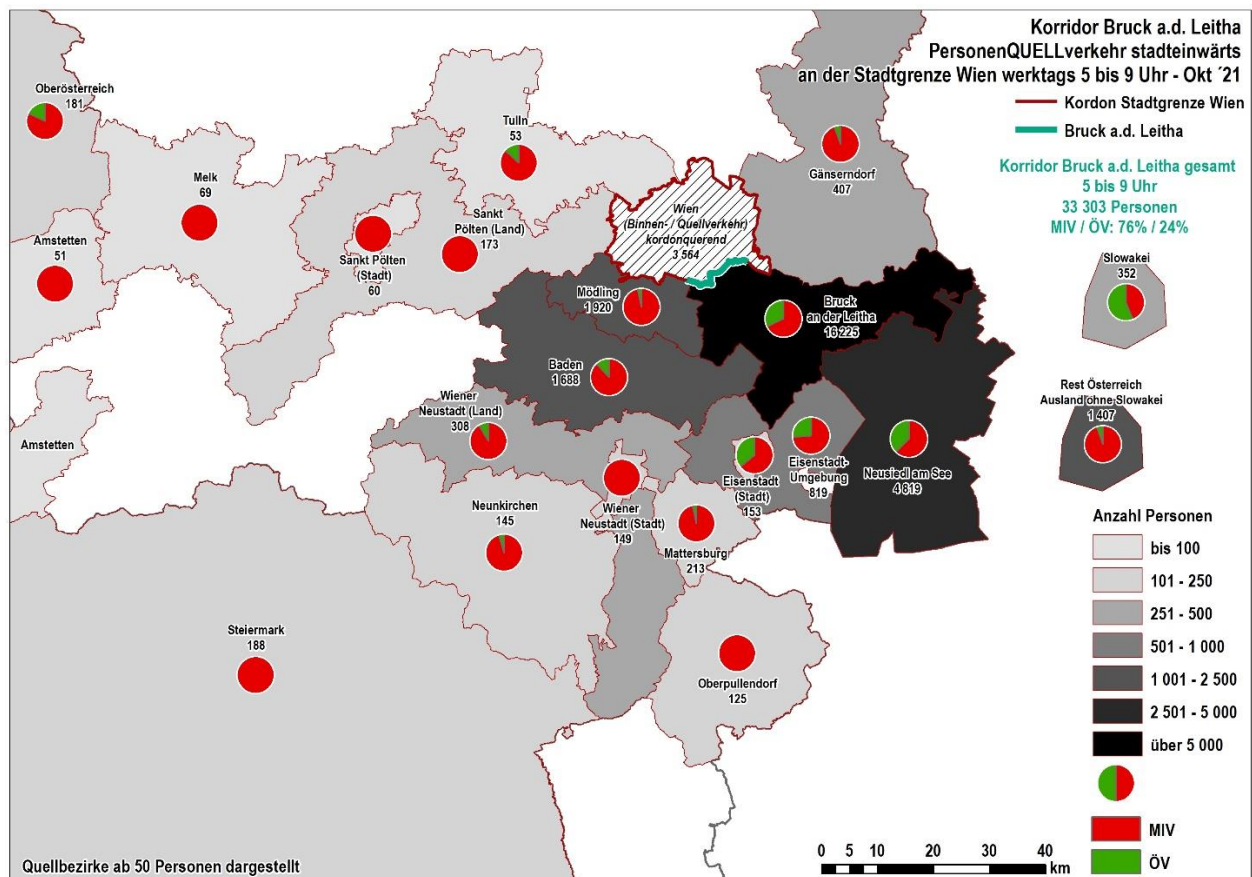 Korridor Bruck a.d. Leitha
PersonenQUELLverkehr stadteinwärts
an der Stadtgrenze Wien werktags 5 bis 9 Uhr - Okt ´21
Kordon Stadtgrenze Wien
Bruck a.d. Leitha
Korridor Bruck a.d. Leitha gesamt
5 bis 9 Uhr
33 303 Personen
MIV / ÖV: 76% / 24%
Oberösterreich
181
Tulln
53
Gänserndorf
407
Melk
69
Sankt
Pölten (Land)
173
Wien
(Binnen- / Quellverkehr)
kordonquerend
3 564
Amstetten
51
Sankt Pölten
(Stadt)
60
Slowakei
352
Mödling
1 920
Bruck
an der Leitha
16 225
Baden
1 688
Rest Österreich
Ausland ohne Slowakei
1 407
Wiener
Neustadt (Land)
308
Amstetten
Eisenstadt
(Stadt)
153
Eisenstadt-
Umgebung
819
Neusiedl am See
4 819
Neunkirchen
145
Wiener
Neustadt (Stadt)
149
Mattersburg
213
Steiermark
188
Oberpullendorf
125
Anzahl Personen
bis 100
101 - 250
251 - 500
501 - 1 000
1 001 - 2 500
2 501 - 5 000
über 5 000
MIV
ÖV
Quellbezirke ab 50 Personen dargestellt
0 5 10 20 30 40
km